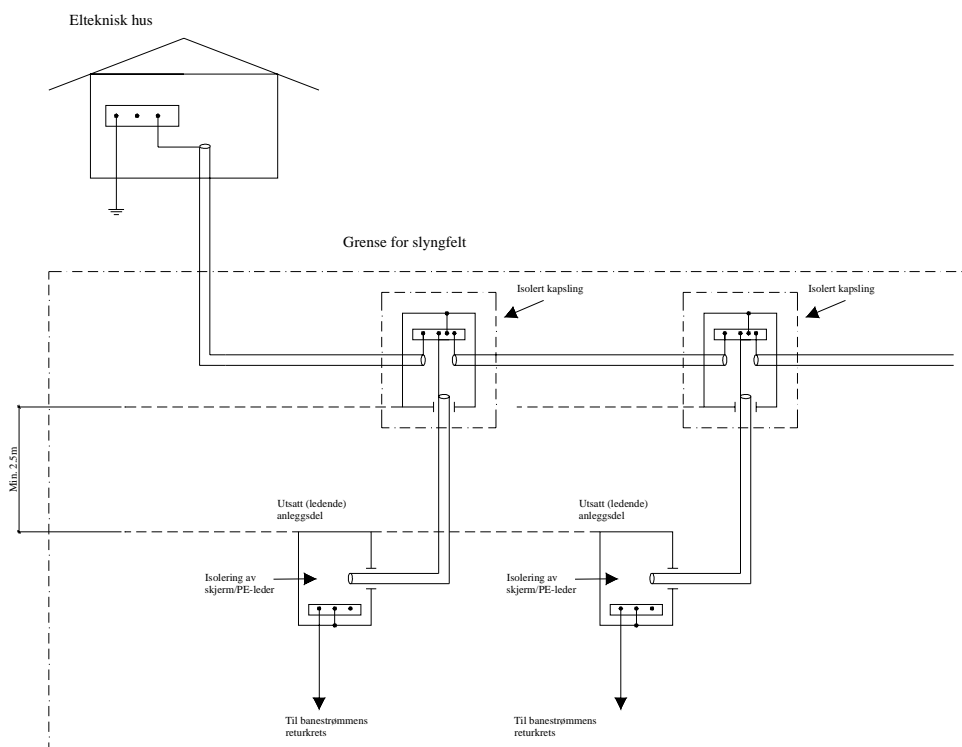 Elteknisk hus
Grense for slyngfelt
Isolert kapsling
Isolert kapsling
Min. 2,5m
Utsatt (ledende)
anleggsdel
Utsatt (ledende)
anleggsdel
Isolering av
skjerm/PE-leder
Isolering av
skjerm/PE-leder
Til banestrømmens
returkrets
Til banestrømmens
returkrets